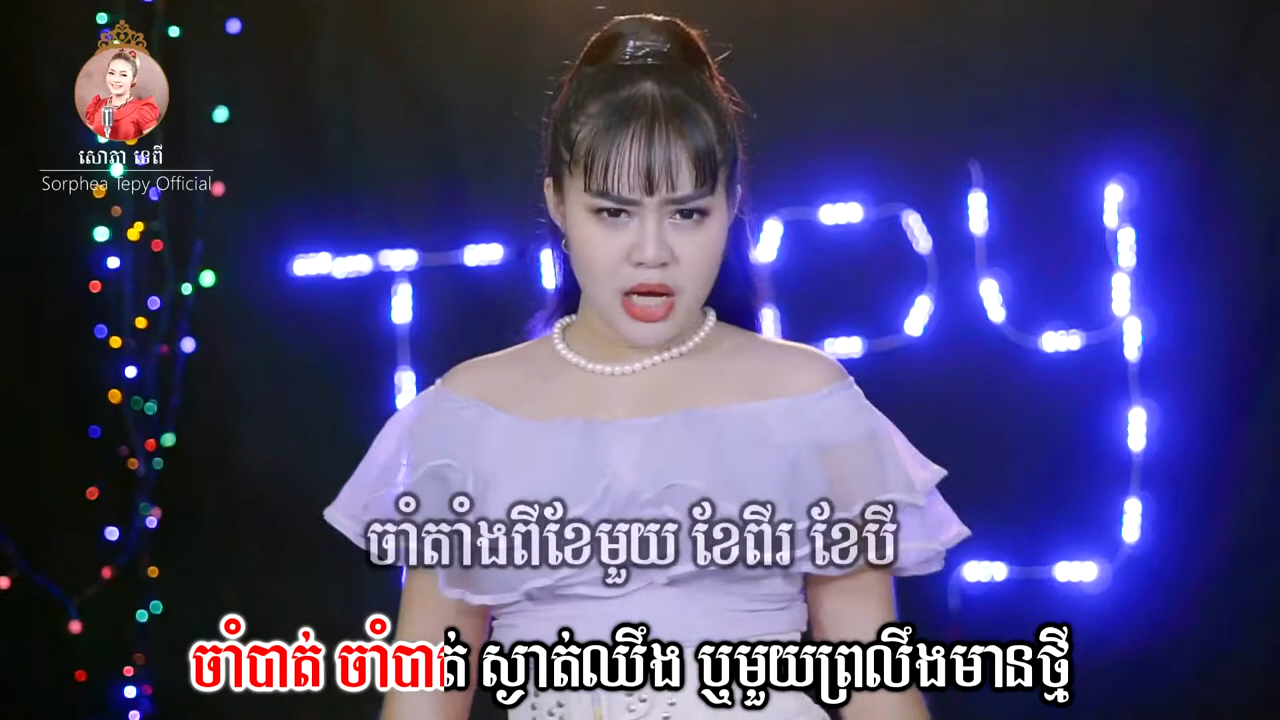 សោភា ទេពី
Sorphea Tepy Official
TEPY
ចាំតាំងពីខែមួយ ខែពីរ ខែបី
ចាំបាត់ ចាំបាត់ ស្ងាត់ឈឹង ឬមួយព្រលឹងមានថ្មី